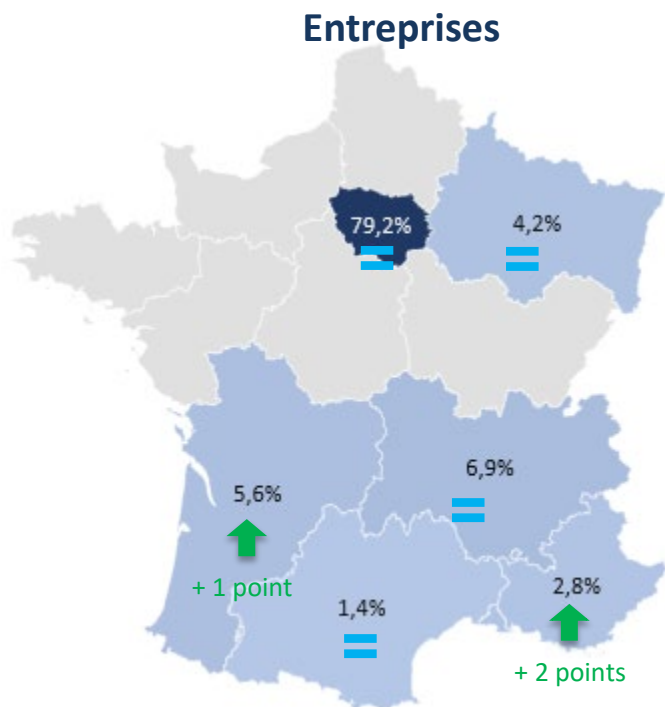 Entreprises
79,2%
4,2%
6,9%
5,6%
+ 1 point
2,8%
1,4%
+ 2 points